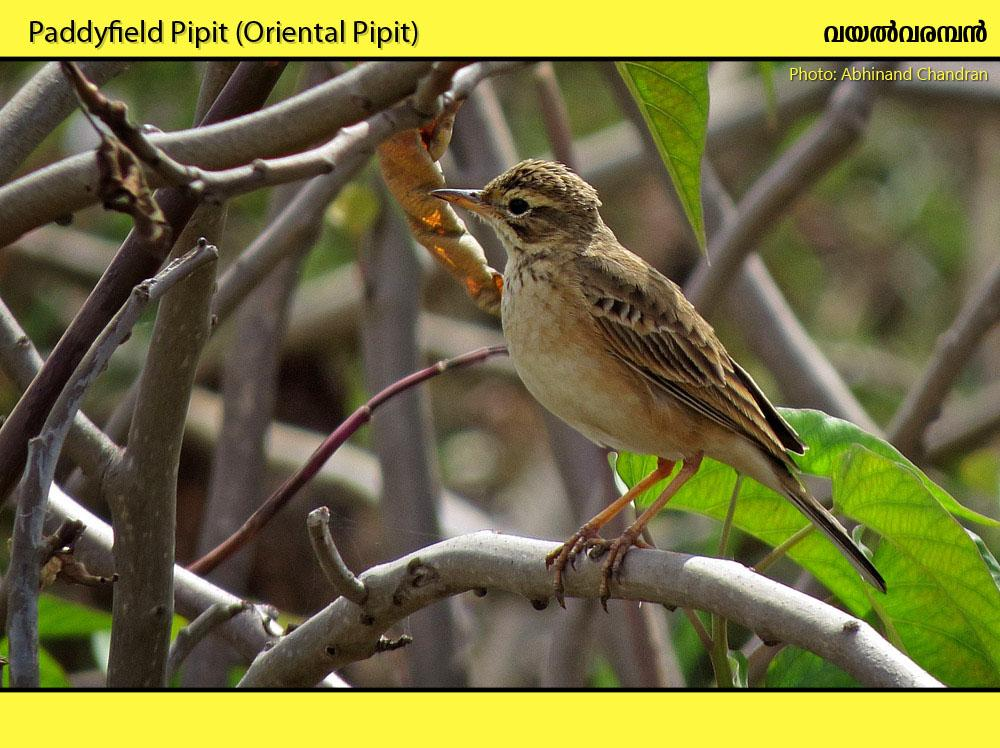 Paddyfield Pipit (Oriental Pipit)
വയൽവരമ്പൻ
Photo: Abhinand Chandran